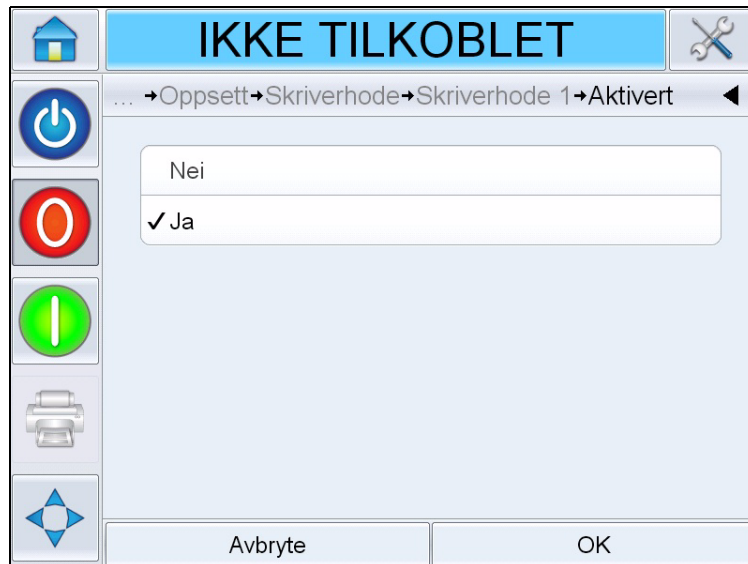 IKKE TILKOBLET
... →Oppsett→Skriverhode→Skriverhode 1→Aktivert ◀
Nei
✓Ja
Avbryte OK